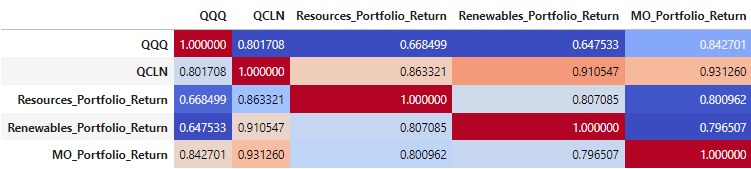 QQQ QCLN Resources_Portfolio_Return Renewables_Portfolio_Return MO_Portfolio_Return
QQQ 1.000000 0.801708 0.668499 0.647533 0.842701
QCLN 0.801708 1.000000 0.863321 0.910547 0.931260
Resources_Portfolio_Return 0.668499 0.863321 1.000000 0.807085 0.800962
Renewables_Portfolio_Return 0.647533 0.910547 0.807085 1.000000 0.796507
MO_Portfolio_Return 0.842701 0.931260 0.800962 0.796507 1.000000